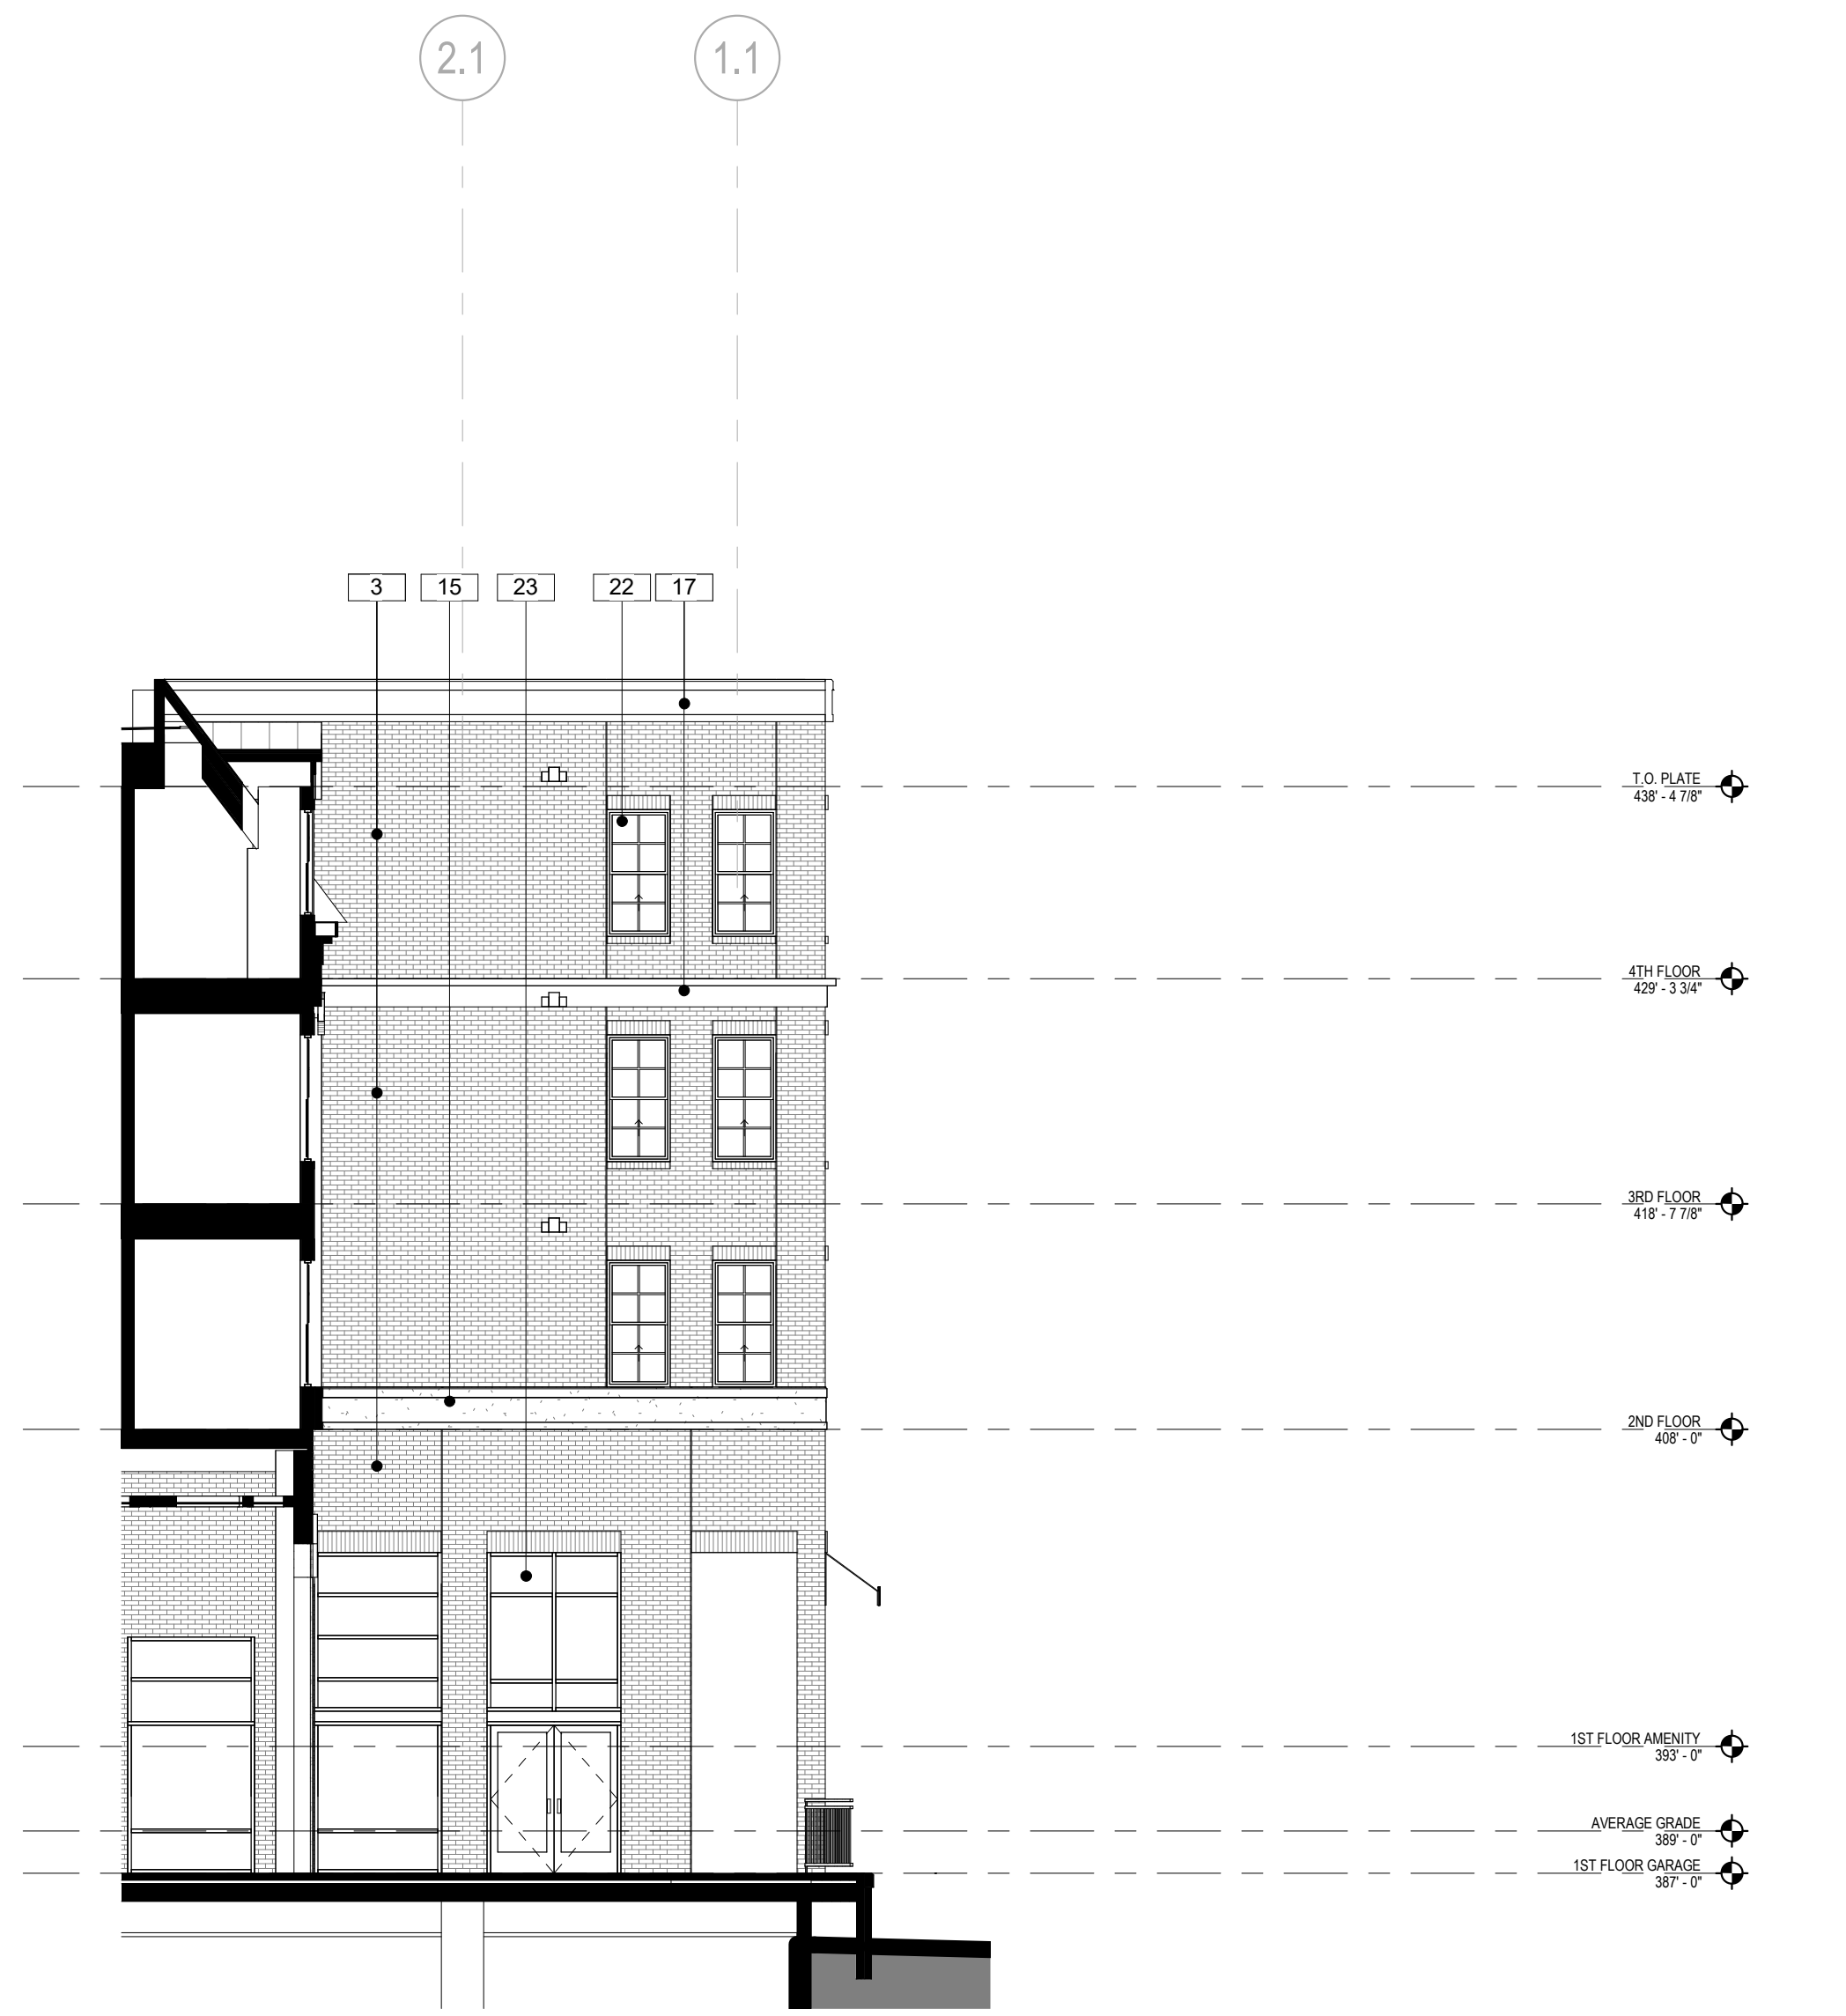 2.1
1.1
3
15
23
22
17
T.O. PLATE
438' - 4 7/8"
4TH FLOOR
429' - 3 3/4"
3RD FLOOR
418' - 7 7/8"
2ND FLOOR
408' - 0"
1ST FLOOR AMENITY
393' - 0"
AVERAGE GRADE
389' - 0"
1ST FLOOR GARAGE
387' - 0"